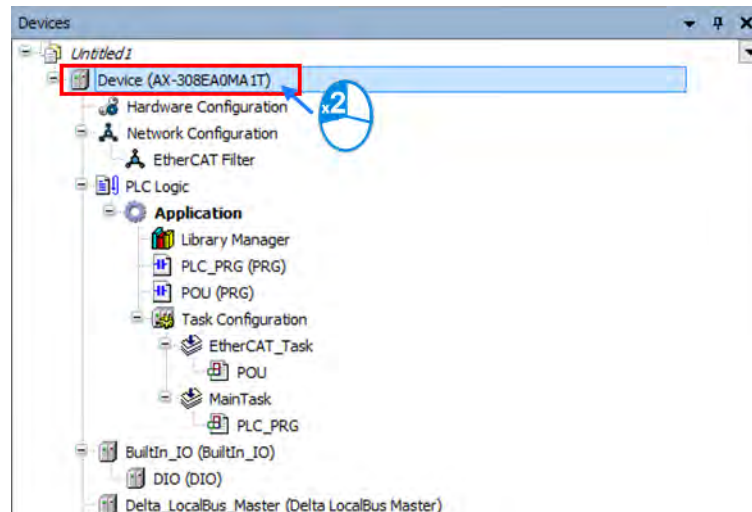 Devices
Untitled1
Device (AX-308EA0MA1T)
x2
Hardware Configuration
Network Configuration
EtherCAT Filter
PLC Logic
Application
Library Manager
PLC_PRG (PRG)
POU (PRG)
Task Configuration
EtherCAT_Task
POU
MainTask
PLC_PRG
BuiltIn_IO (BuiltIn_IO)
DIO (DIO)
Delta_LocalBus_Master (Delta LocalBus Master)